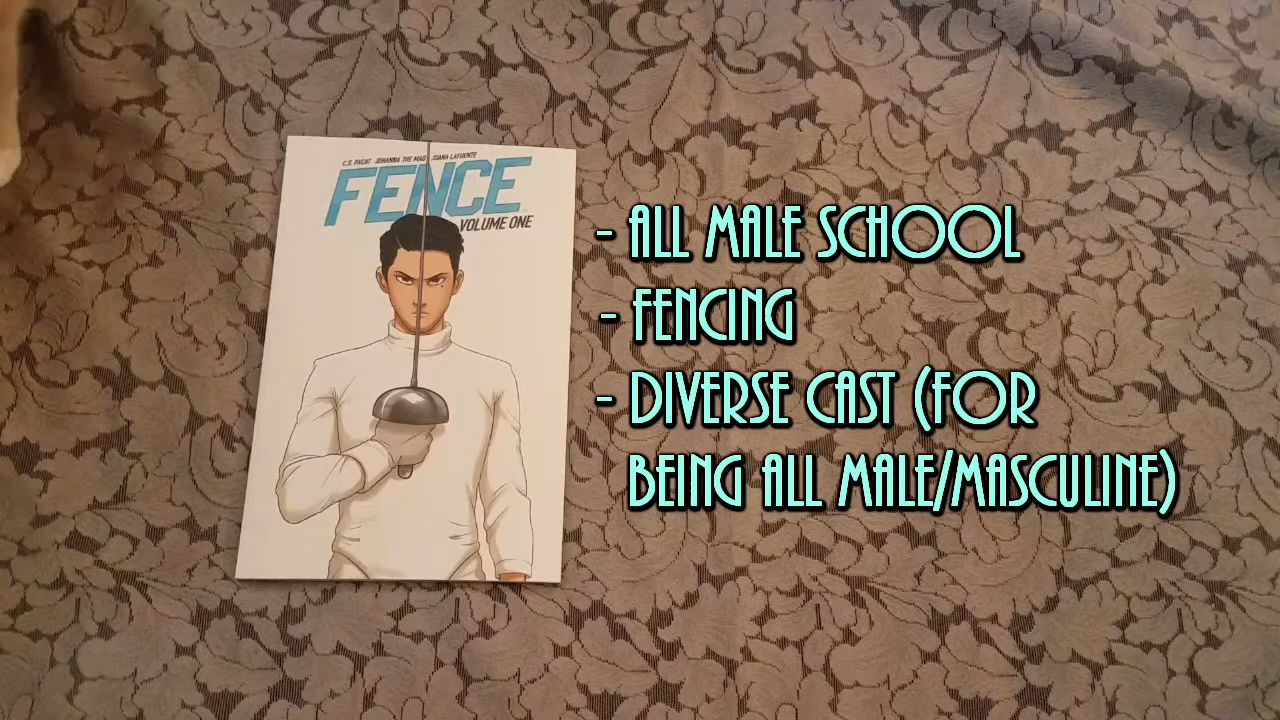 C.S. PACAT JOHANNA THE MAD JOANA LAFUENTE
FENCE
VOLUME ONE
- ALL MALE SCHOOL
- FENCING
- DIVERSE CAST (FOR
BEING ALL MALE/MASCULINE)